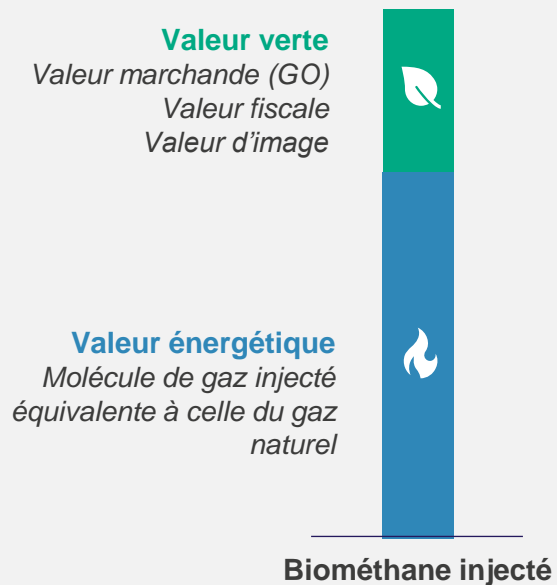 Valeur verte
Valeur marchande (GO)
Valeur fiscale
Valeur d'image
Valeur énergétique
Molécule de gaz injecté
équivalente à celle du gaz
naturel
Biométhane injecté